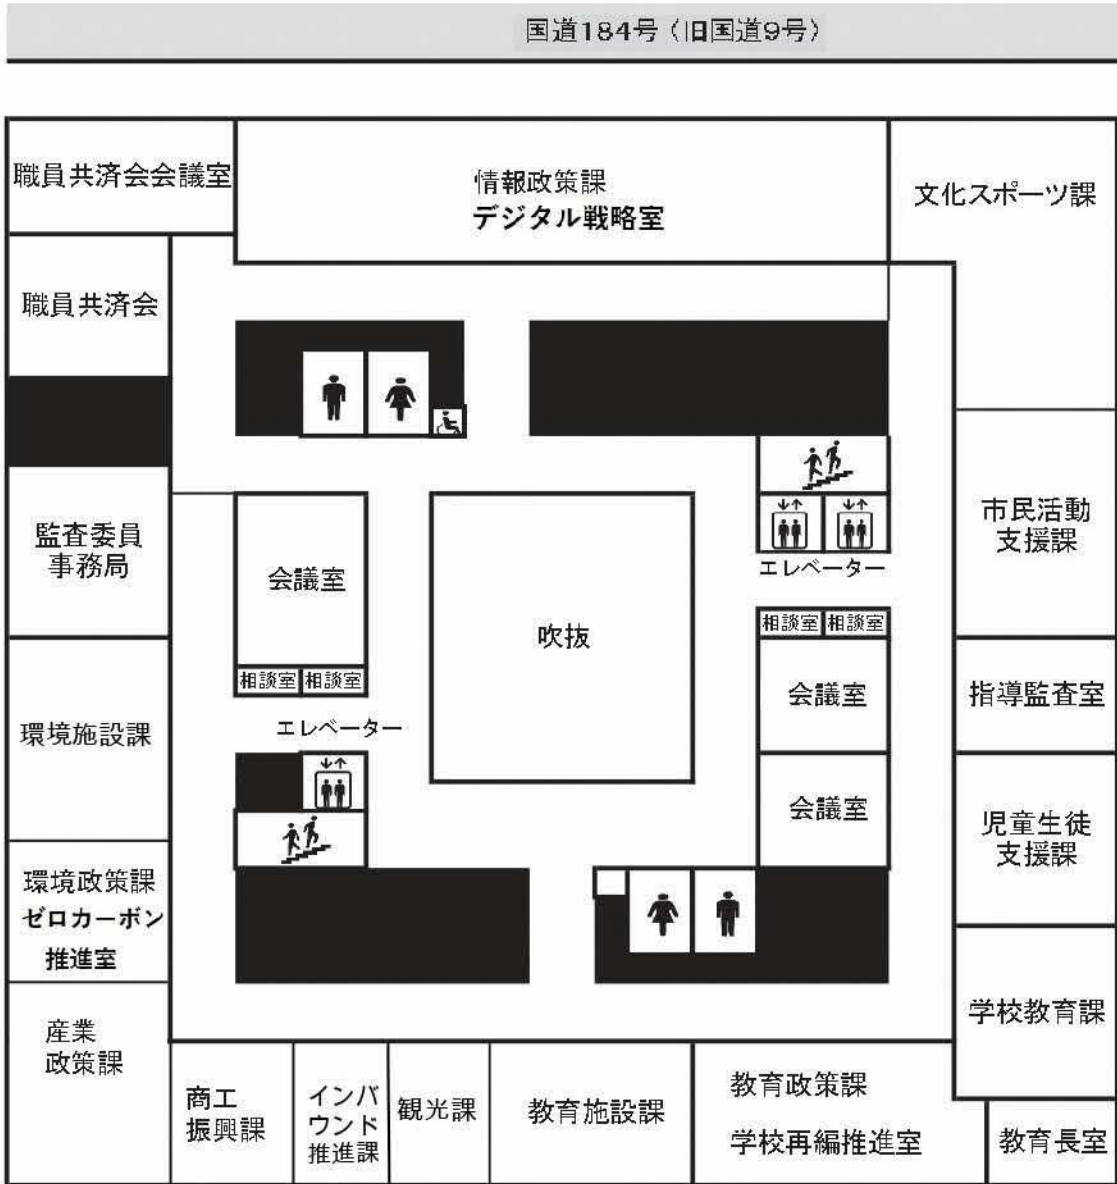 国道184号（旧国道9号）
職員共済会会議室
情報政策課
デジタル戦略室
文化スポーツ課
職員共済会
監査委員
事務局
会議室
吹抜
エレベーター
市民活動
支援課
相談室
相談室
会議室
指導監査室
相談室
相談室
エレベーター
環境施設課
会議室
児童生徒
支援課
環境政策課
ゼロカーボン
推進室
学校教育課
産業
政策課
商工
振興課
インバ
ウンド
推進課
観光課
教育施設課
教育政策課
学校再編推進室
教育長室